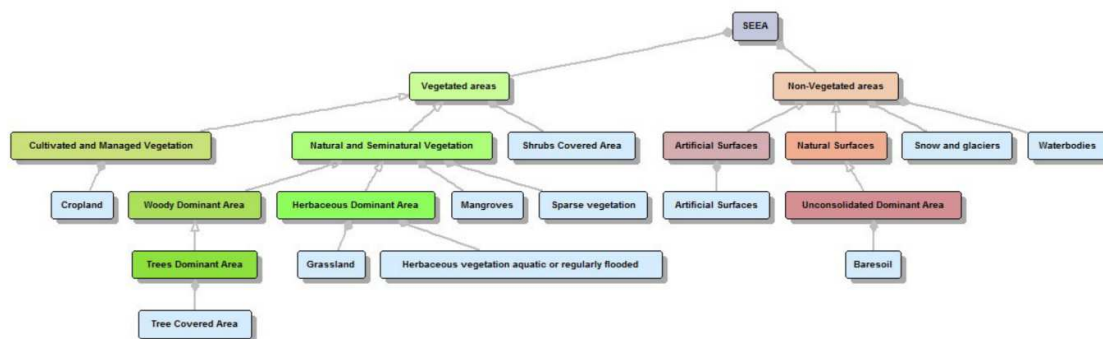 SEEA
Vegetated areas
Non-Vegetated areas
Cultivated and Managed Vegetation
Natural and Seminatural Vegetation
Shrubs Covered Area
Artificial Surfaces
Natural Surfaces
Snow and glaciers
Waterbodies
Cropland
Woody Dominant Area
Herbaceous Dominant Area
Mangroves
Sparse vegetation
Artificial Surfaces
Unconsolidated Dominant Area
Trees Dominant Area
Grassland
Herbaceous vegetation aquatic or regularly flooded
Baresoil
Tree Covered Area